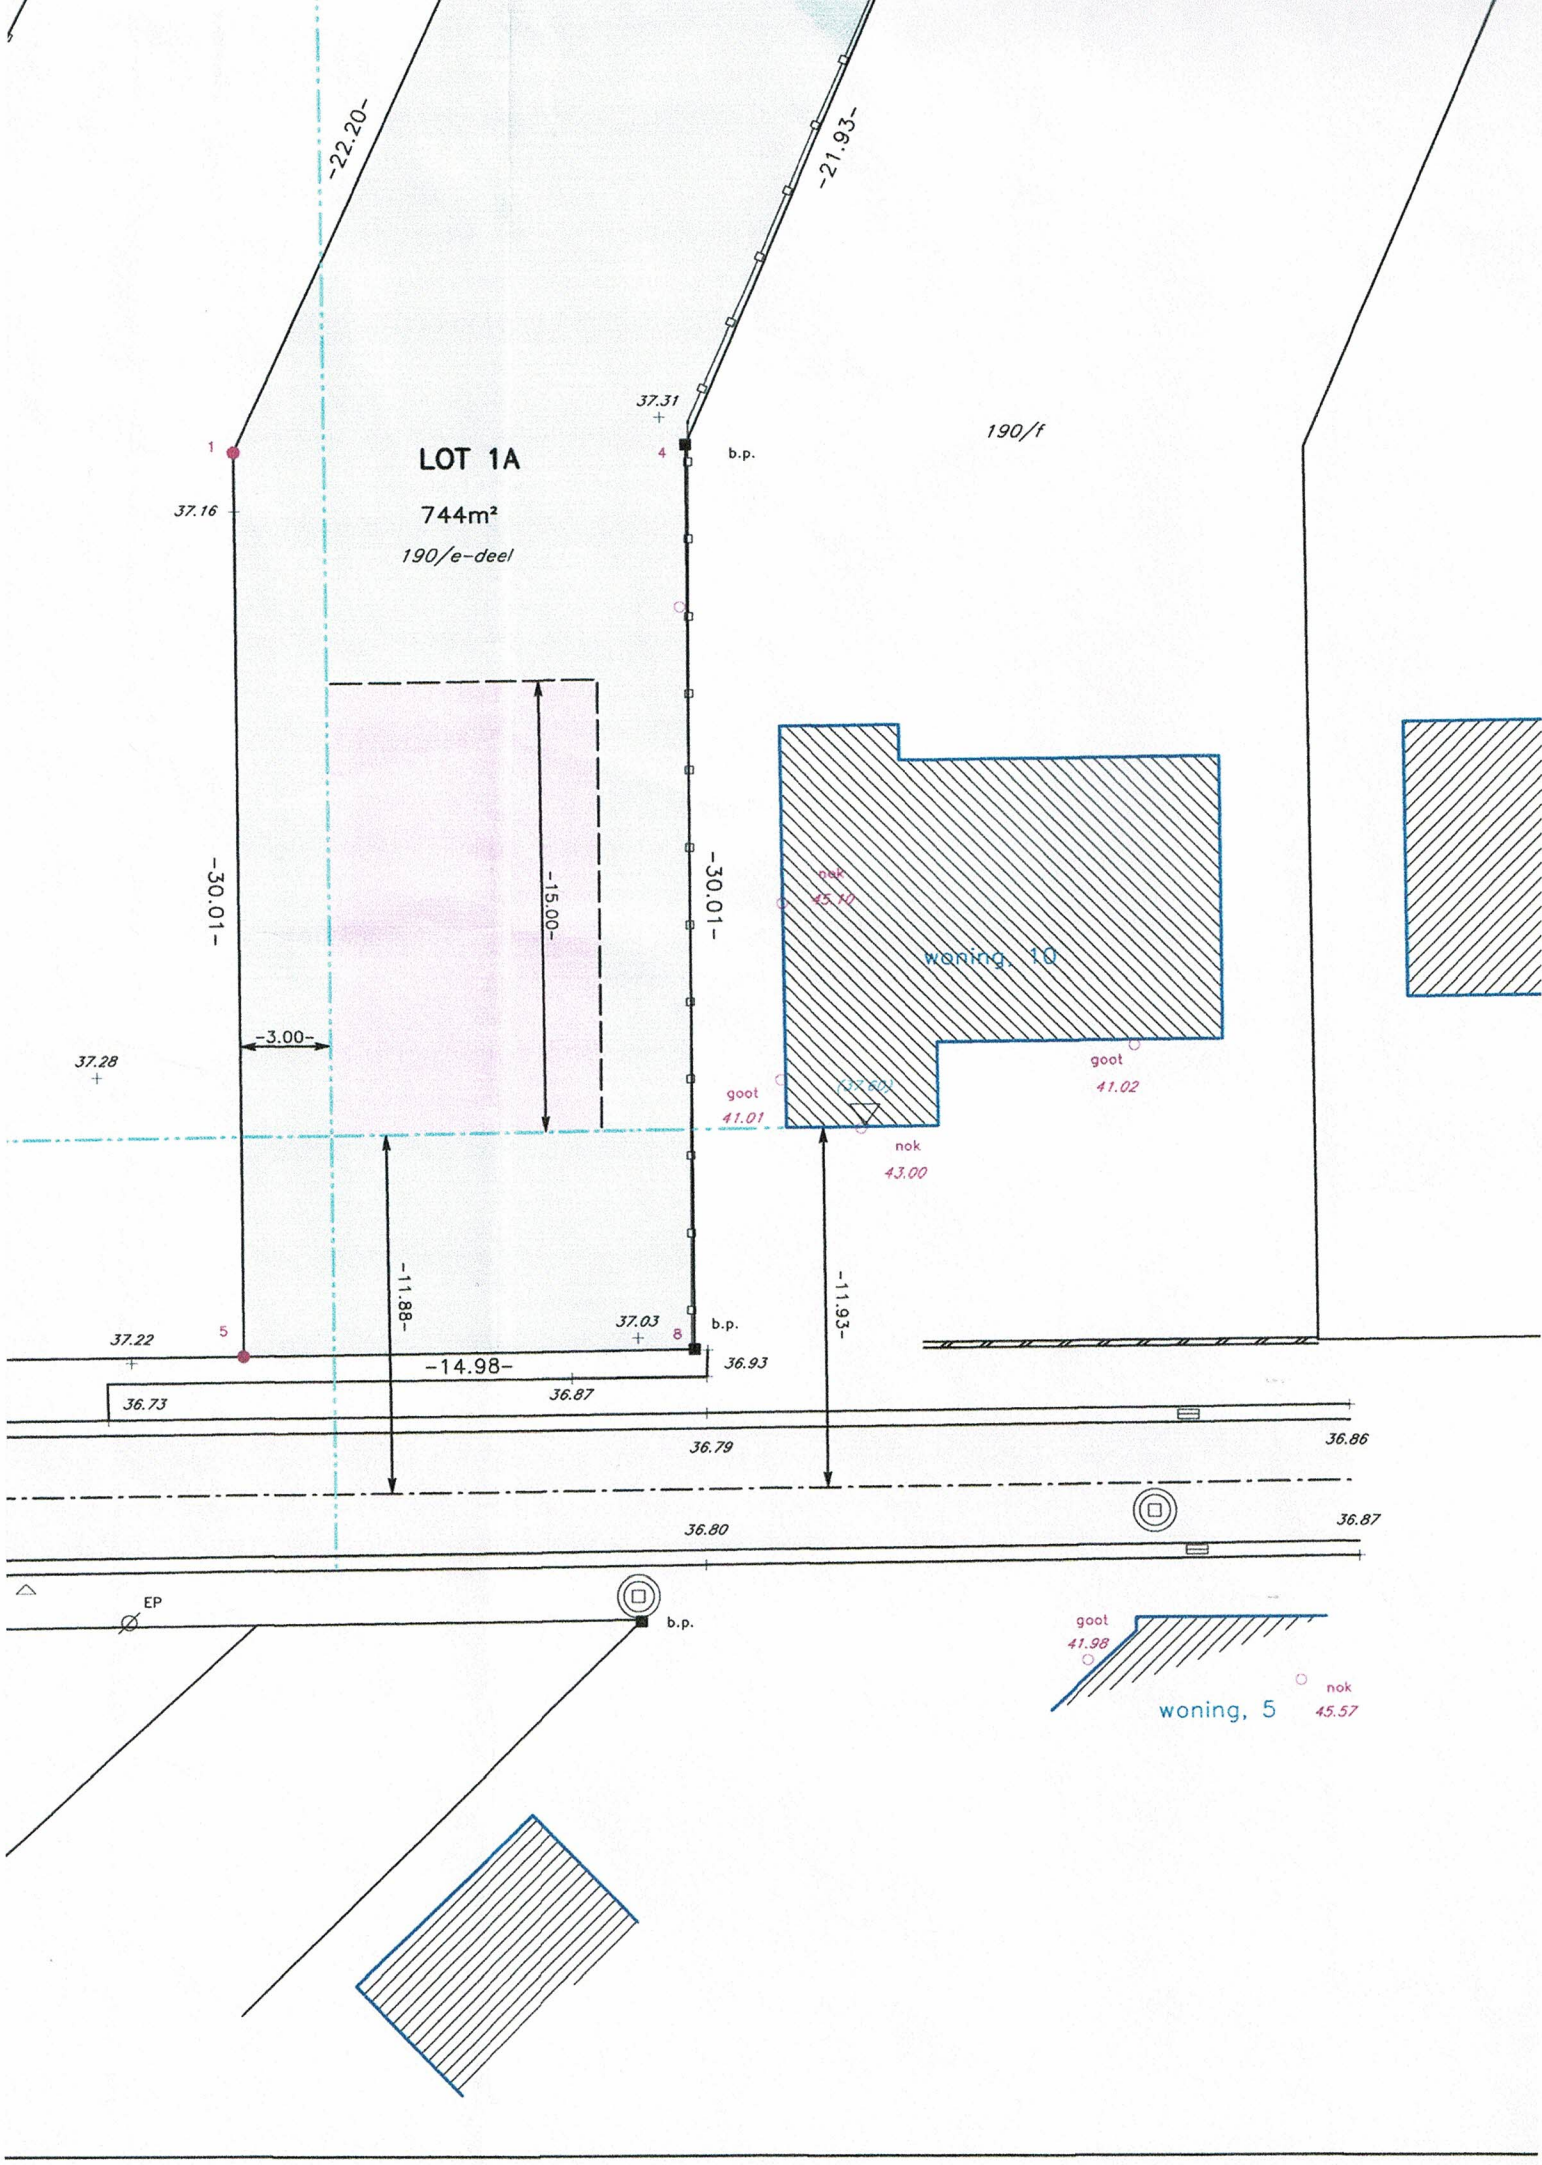 -22.20-
-21.93-
37.31
1
LOT 1A
4
b.p.
190/f
37.16
744m²
190/e-deel
-30.01-
-15.00-
-30.01-
nok
45.10
woning, 10
-3.00-
37.28
goot
41.01
(37.60)
goot
41.02
nok
43.00
-11.88-
-11.93-
37.22
5
37.03
8
b.p.
-14.98-
36.93
36.73
36.87
36.79
36.86
36.80
36.87
EP
b.p.
goot
41.98
nok
45.57
woning, 5